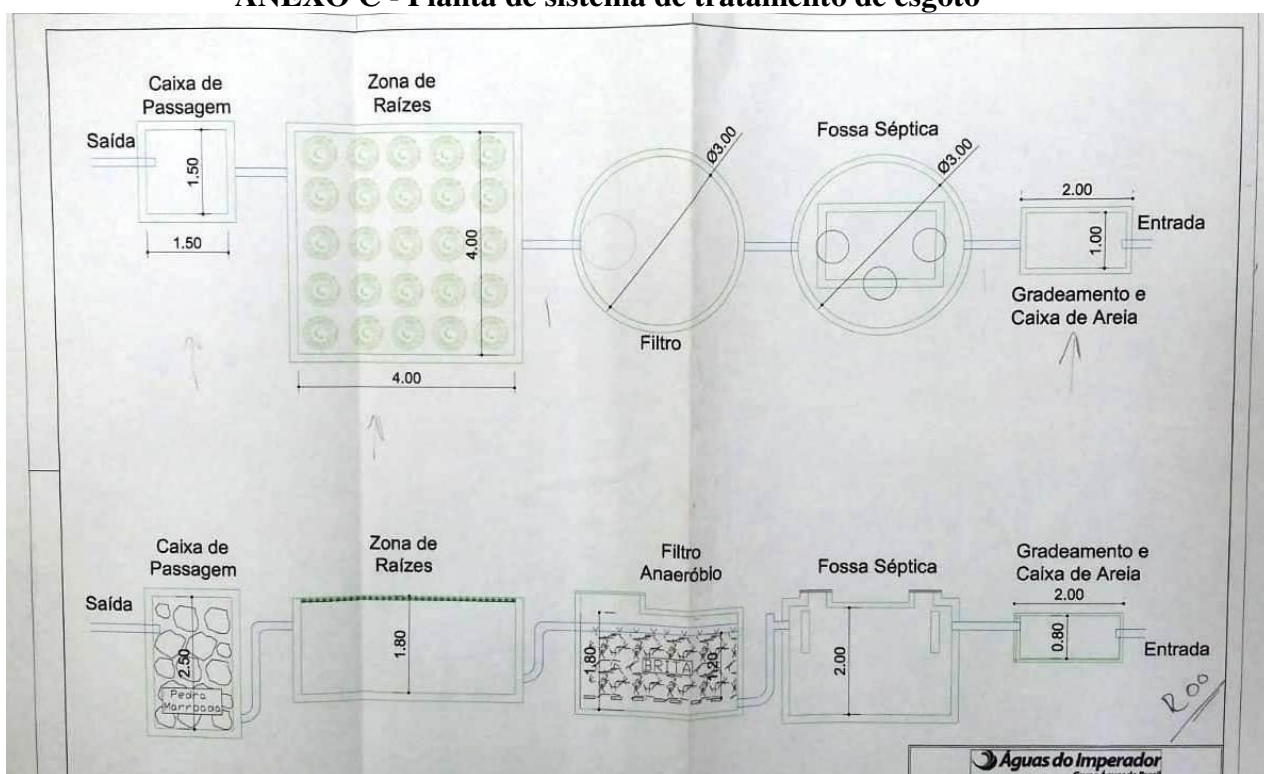 ANEXO C - Planta de sistema de tratamento de esgoto
Caixa de
Passagem
Zona de
Raízes
Saída
1.50
1.50
4.00
4.00
Ø3.00
Filtro
Fossa Séptica
Ø3.00
2.00
1.00
Entrada
Gradeamento e
Caixa de Areia
Caixa de
Passagem
Zona de
Raízes
Filtro
Anaeróbio
Fossa Séptica
Gradeamento e
Caixa de Areia
Saída
2.50
Pedra
1.80
1.80
BRITA
1.20
2.00
2.00
0.80
Entrada
R00
Águas do Imperador